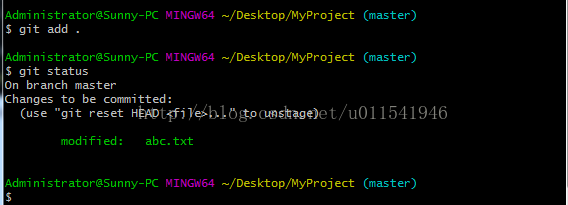 Administrator@Sunny-PC MINGW64 ~/Desktop/MyProject (master)
$ git add .
Administrator@Sunny-PC MINGW64 ~/Desktop/MyProject (master)
$ git status
On branch master
Changes to be committed:
(use "git reset HEAD <file>..." to unstage)
http://blog.csdn.net/u011541946
modified: abc.txt
Administrator@Sunny-PC MINGW64 ~/Desktop/MyProject (master)
$